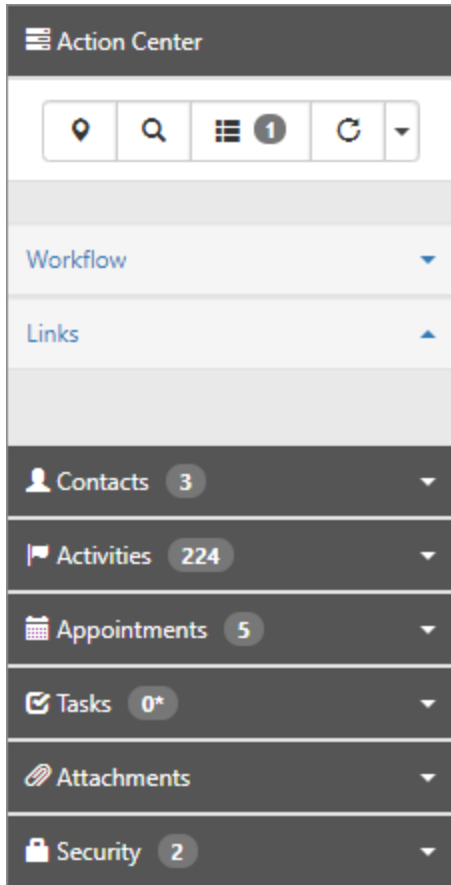 Action Center
1
Workflow
Links
Contacts 3
Activities 224
Appointments 5
Tasks 0*
Attachments
Security 2